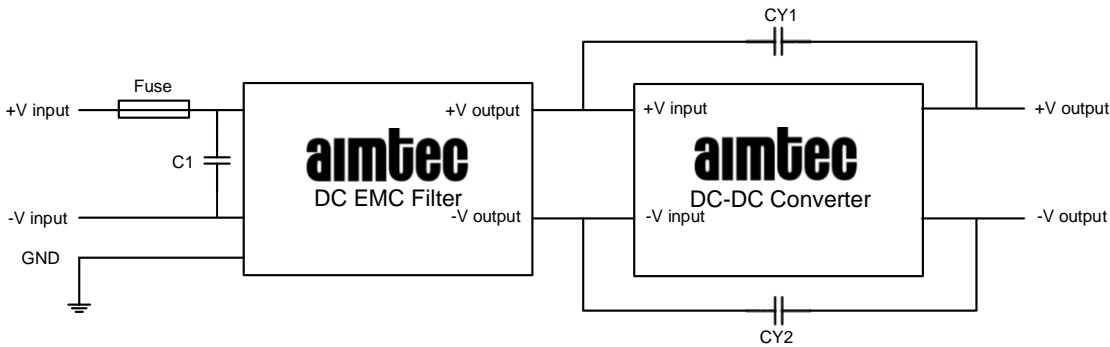 CY1
Fuse
+V input
+V output
+V input
+V output
C1
aimtec
DC EMC Filter
aimtec
DC-DC Converter
-V input
-V output
-V input
-V output
GND
CY2